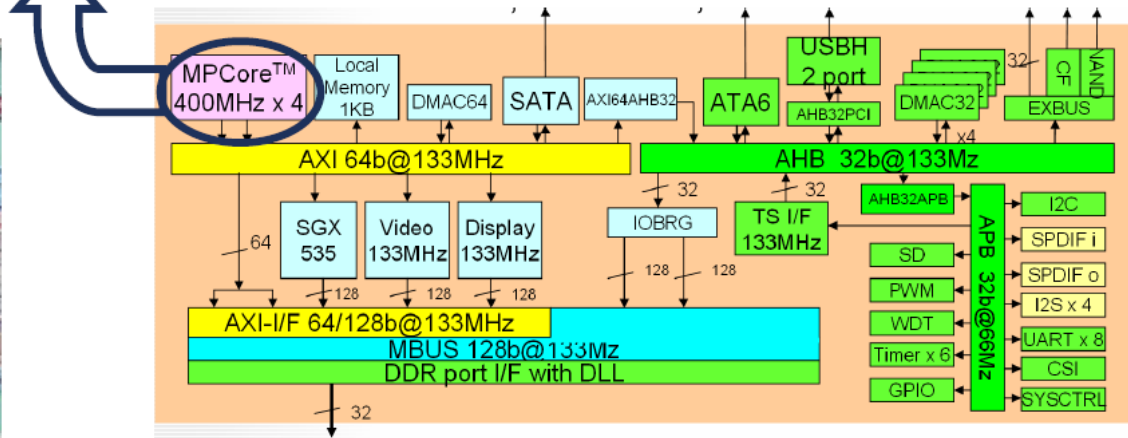 MPCore™
400MHz x 4
Local
Memory
1KB
DMAC64
SATA
AXI64AHB32
ATA6
USBH
2 port
AHB32PCI
DMAC32
x4
32
CF
NAND
EXBUS
AXI 64b@133MHz
AHB 32b@133Mz
64
SGX
535
Video
133MHz
Display
133MHz
32
IOBRG
32
TS I/F
133MHz
AHB32APB
APB 32b@66Mz
128
128
128
128
128
SD
PWM
WDT
Timer x 6
GPIO
I2C
SPDIF i
SPDIF o
I2S x 4
UART x 8
CSI
SYSCTRL
AXI-I/F 64/128b@133MHz
MBUS 128b@133Mz
DDR port I/F with DLL
32